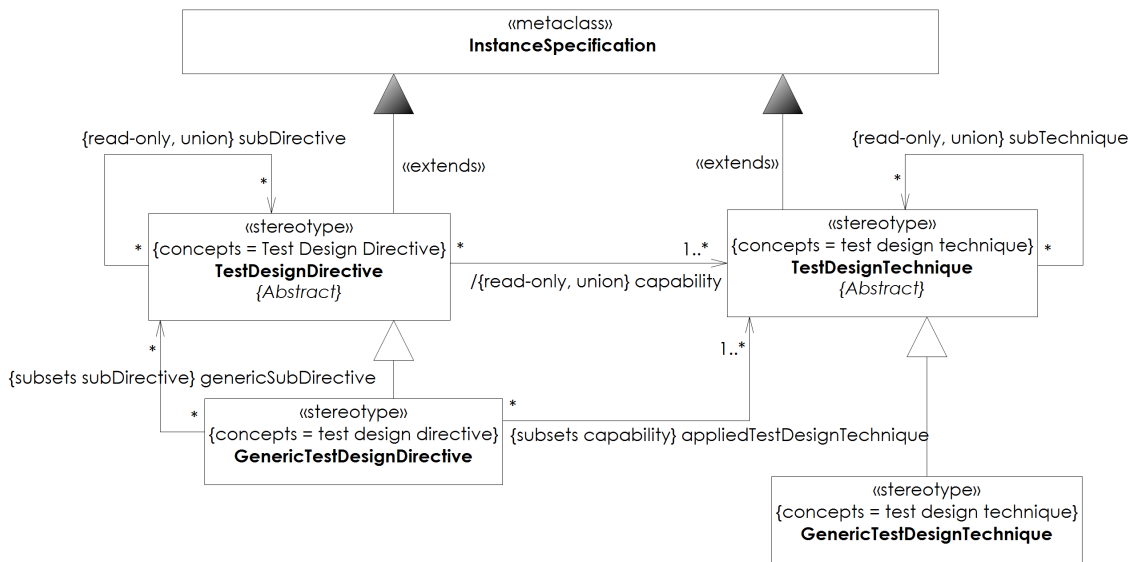 «metaclass»
InstanceSpecification
{read-only, union} subDirective
{read-only, union} subTechnique
«extends»
«extends»
*
*
«stereotype»
{concepts = Test Design Directive}
TestDesignDirective
{Abstract}
*
*
1..*
/{read-only, union} capability
«stereotype»
{concepts = test design technique}
TestDesignTechnique
{Abstract}
*
*
1..*
{subsets subDirective} genericSubDirective
*
«stereotype»
{concepts = test design directive}
GenericTestDesignDirective
*
{subsets capability} appliedTestDesignTechnique
«stereotype»
{concepts = test design technique}
GenericTestDesignTechnique